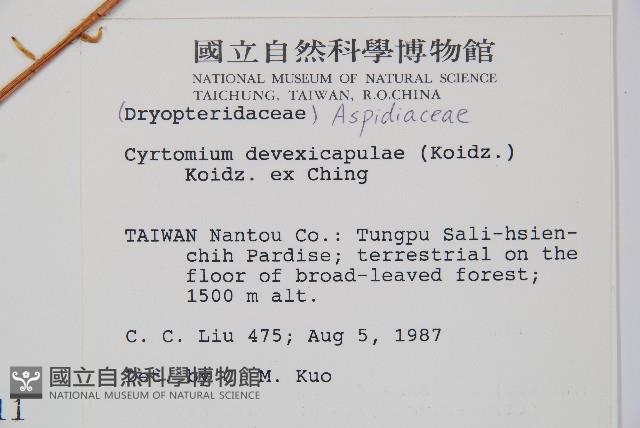 國立自然科學博物館
NATIONAL MUSEUM OF NATURAL SCIENCE
TAICHUNG, TAIWAN, R.O.CHINA
(Dryopteridaceae) Aspidiaceae
Cyrtomium devexicapulae (Koidz.)
Koidz. ex Ching
TAIWAN Nantou Co.: Tungpu Sali-hsien-
chih Pardise; terrestrial on the
floor of broad-leaved forest;
1500 m alt.
C. C. Liu 475; Aug 5, 1987
Det. by M. Kuo
國立自然科學博物館
NATIONAL MUSEUM OF NATURAL SCIENCE
11